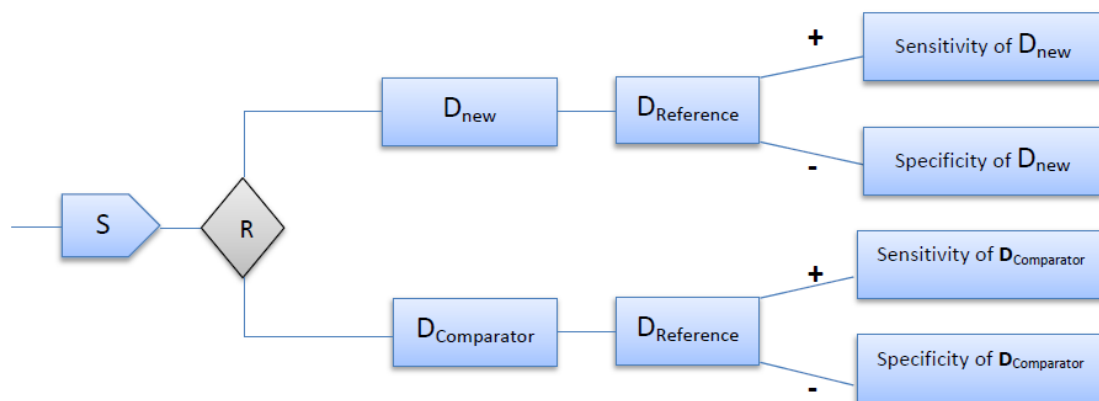 +
Sensitivity of Dnew
Dnew
DReference
-
Specificity of Dnew
S
R
+
Sensitivity of DComparator
DComparator
DReference
-
Specificity of DComparator